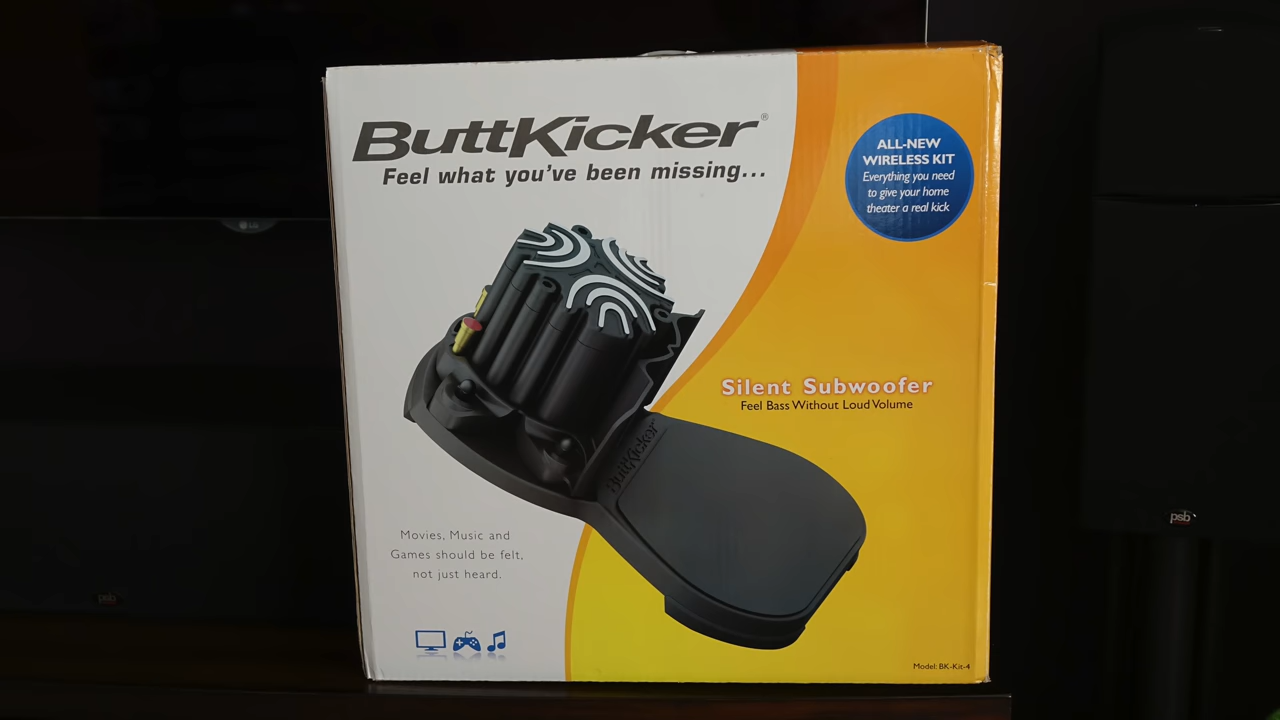 ButtKicker®
Feel what you've been missing...
ALL-NEW
WIRELESS KIT
Everything you need
to give your home
theater a real kick
LG
Silent Subwoofer
Feel Bass Without Loud Volume
ButtKicker
psb
Movies, Music and
Games should be felt,
not just heard.
psb
Model: BK-Kit-4